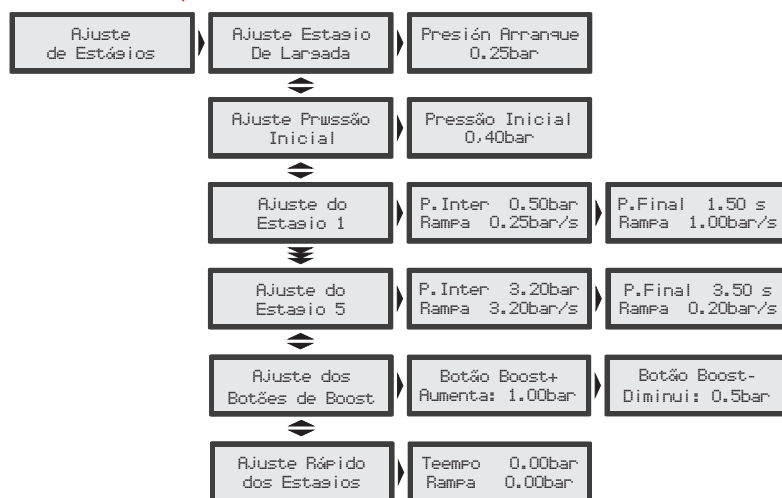 Ajuste
de Estágios
Ajuste Estagio
De Largada
Presión Arranque
0.25bar
Ajuste Prwssão
Inicial
Pressão Inicial
0,40bar
Ajuste do
Estagio 1
P.Inter 0.50bar
Rampa 0.25bar/s
P.Final 1.50 s
Rampa 1.00bar/s
Ajuste do
Estagio 5
P.Inter 3.20bar
Rampa 3.20bar/s
P.Final 3.50 s
Rampa 0.20bar/s
Ajuste dos
Botões de Boost
Botão Boost+
Aumenta: 1.00bar
Botão Boost-
Diminui: 0.5bar
Ajuste Rápido
dos Estagios
Teempo 0.00bar
Rampa 0.00bar